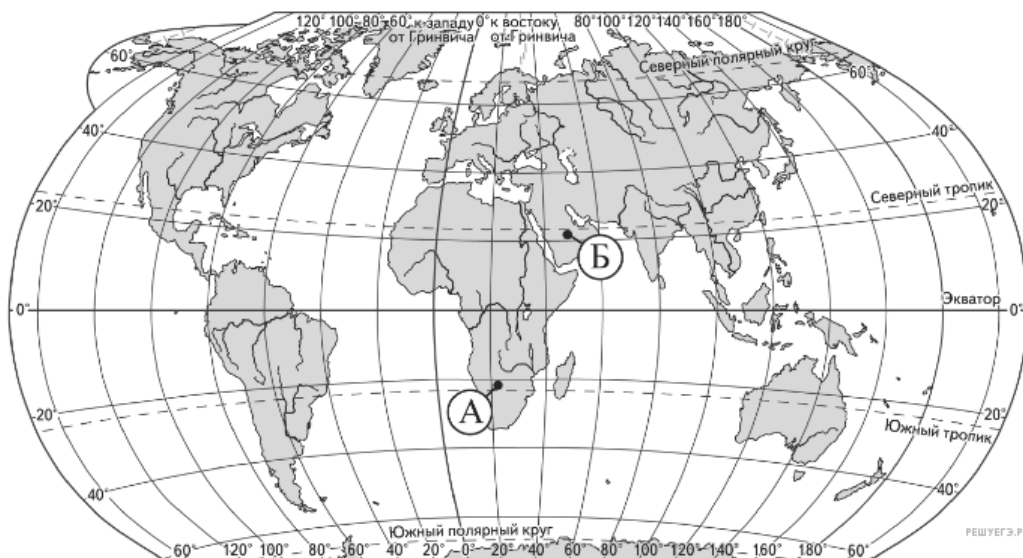 120° 100° 80° 60° к западу 0° к востоку 80° 100° 120° 140° 160° 180°
от Гринвича от Гринвича
60° Северный полярный круг 60°
40° 40°
20° Северный тропик 20°
Б
0° Экватор 0°
А
20° 20°
Южный тропик
40° 40°
Южный полярный круг
60° 120° 100° 80° 60° 40° 20° 0° 20° 40° 60° 80° 100° 120° 140° 160° 60°
РЕШУЕГЭ.Р